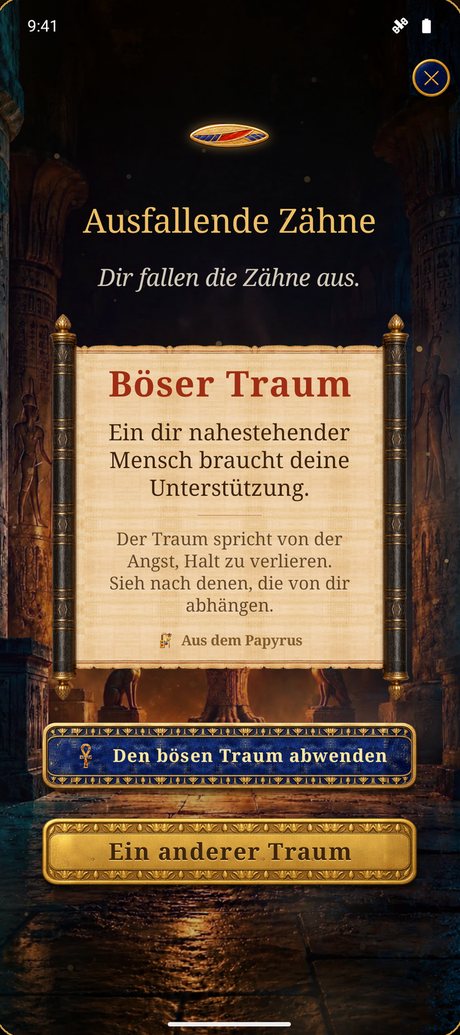 9:41
Ausfallende Zähne
Dir fallen die Zähne aus.
Böser Traum
Ein dir nahestehender
Mensch braucht deine
Unterstützung.
Der Traum spricht von der
Angst, Halt zu verlieren.
Sieh nach denen, die von dir
abhängen.
Aus dem Papyrus
Den bösen Traum abwenden
Ein anderer Traum